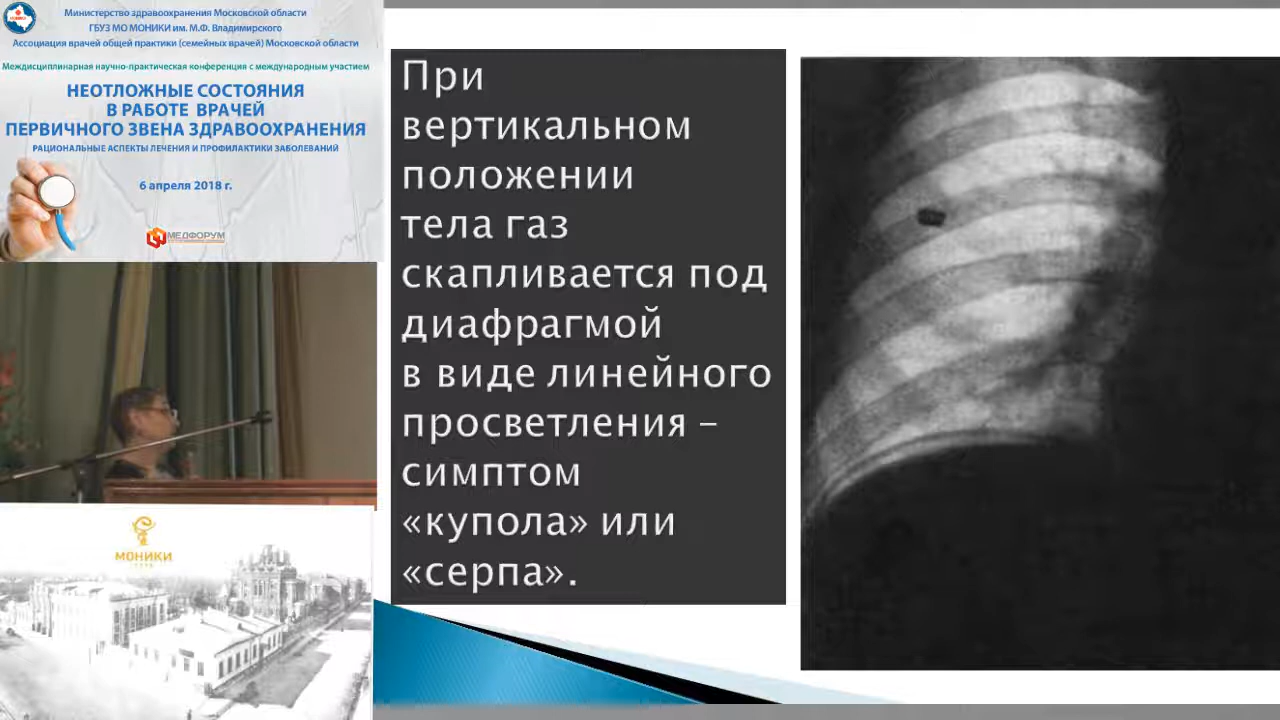 Министерство здравоохранения Московской области
ГБУЗ МО МОНИКИ им. М.Ф. Владимирского
Ассоциация врачей общей практики (семейных врачей) Московской области
Междисциплинарная научно-практическая конференция с международным участием
НЕОТЛОЖНЫЕ СОСТОЯНИЯ
В РАБОТЕ ВРАЧЕЙ
ПЕРВИЧНОГО ЗВЕНА ЗДРАВООХРАНЕНИЯ
РАЦИОНАЛЬНЫЕ АСПЕКТЫ ЛЕЧЕНИЯ И ПРОФИЛАКТИКИ ЗАБОЛЕВАНИЙ
6 апреля 2018 г.
МЕДФОРУМ
МОНИКИ
При
вертикальном
положении
тела газ
скапливается под
диафрагмой
в виде линейного
просветления –
симптом
«купола» или
«серпа».